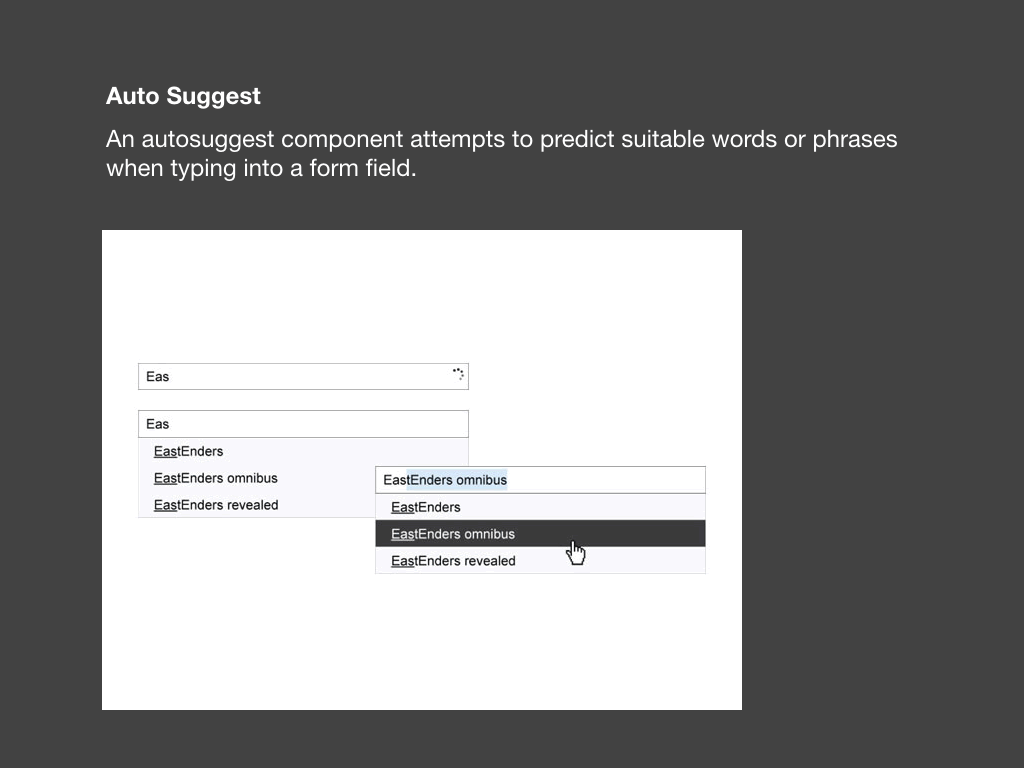 Auto Suggest
An autosuggest component attempts to predict suitable words or phrases
when typing into a form field.
Eas
Eas
EastEnders
EastEnders omnibus
EastEnders revealed
EastEnders omnibus
EastEnders
EastEnders omnibus
EastEnders revealed